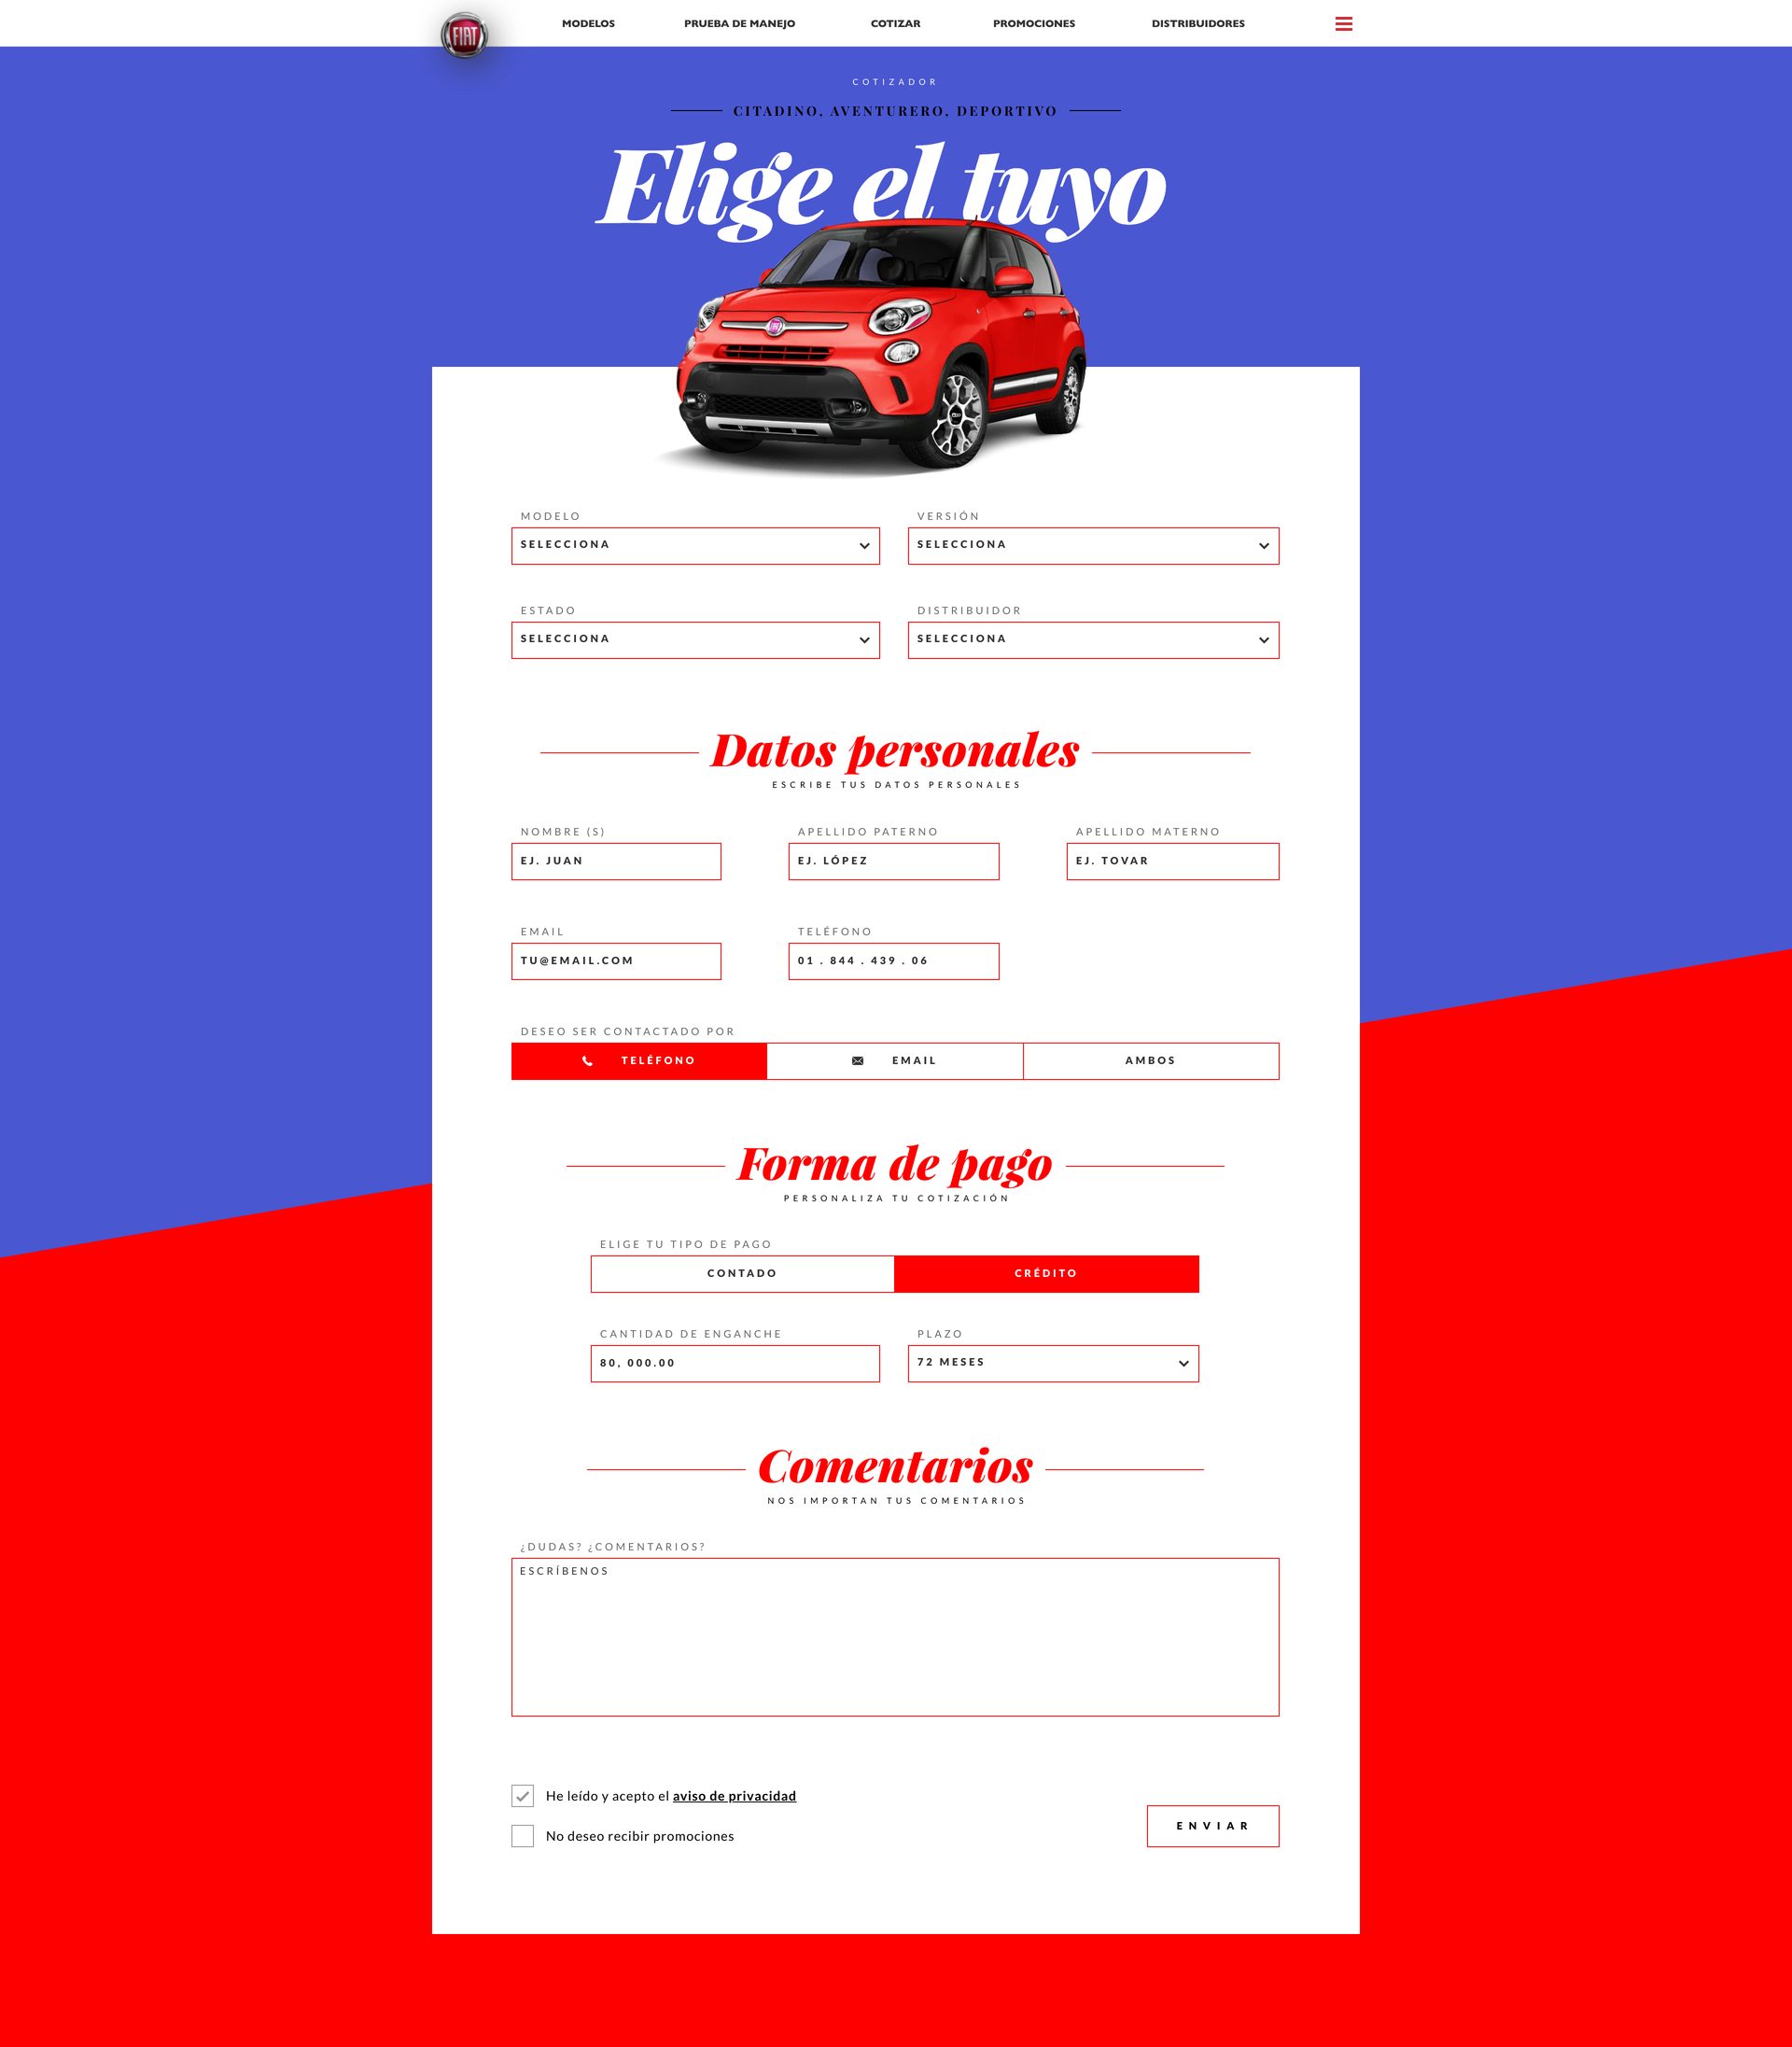 FIAT
MODELOS PRUEBA DE MANEJO COTIZAR PROMOCIONES DISTRIBUIDORES
COTIZADOR
CITADINO, AVENTURERO, DEPORTIVO
Elige el tuyo
MODELO VERSIÓN
SELECCIONA SELECCIONA
ESTADO DISTRIBUIDOR
SELECCIONA SELECCIONA
Datos personales
ESCRIBE TUS DATOS PERSONALES
NOMBRE (S) APELLIDO PATERNO APELLIDO MATERNO
EJ. JUAN EJ. LÓPEZ EJ. TOVAR
EMAIL TELÉFONO
TU@EMAIL.COM 01 . 844 . 439 . 06
DESEO SER CONTACTADO POR
TELÉFONO EMAIL AMBOS
Forma de pago
PERSONALIZA TU COTIZACIÓN
ELIGE TU TIPO DE PAGO
CONTADO CRÉDITO
CANTIDAD DE ENGANCHE PLAZO
80, 000.00 72 MESES
Comentarios
NOS IMPORTAN TUS COMENTARIOS
¿DUDAS? ¿COMENTARIOS?
ESCRÍBENOS
He leído y acepto el aviso de privacidad
No deseo recibir promociones
ENVIAR